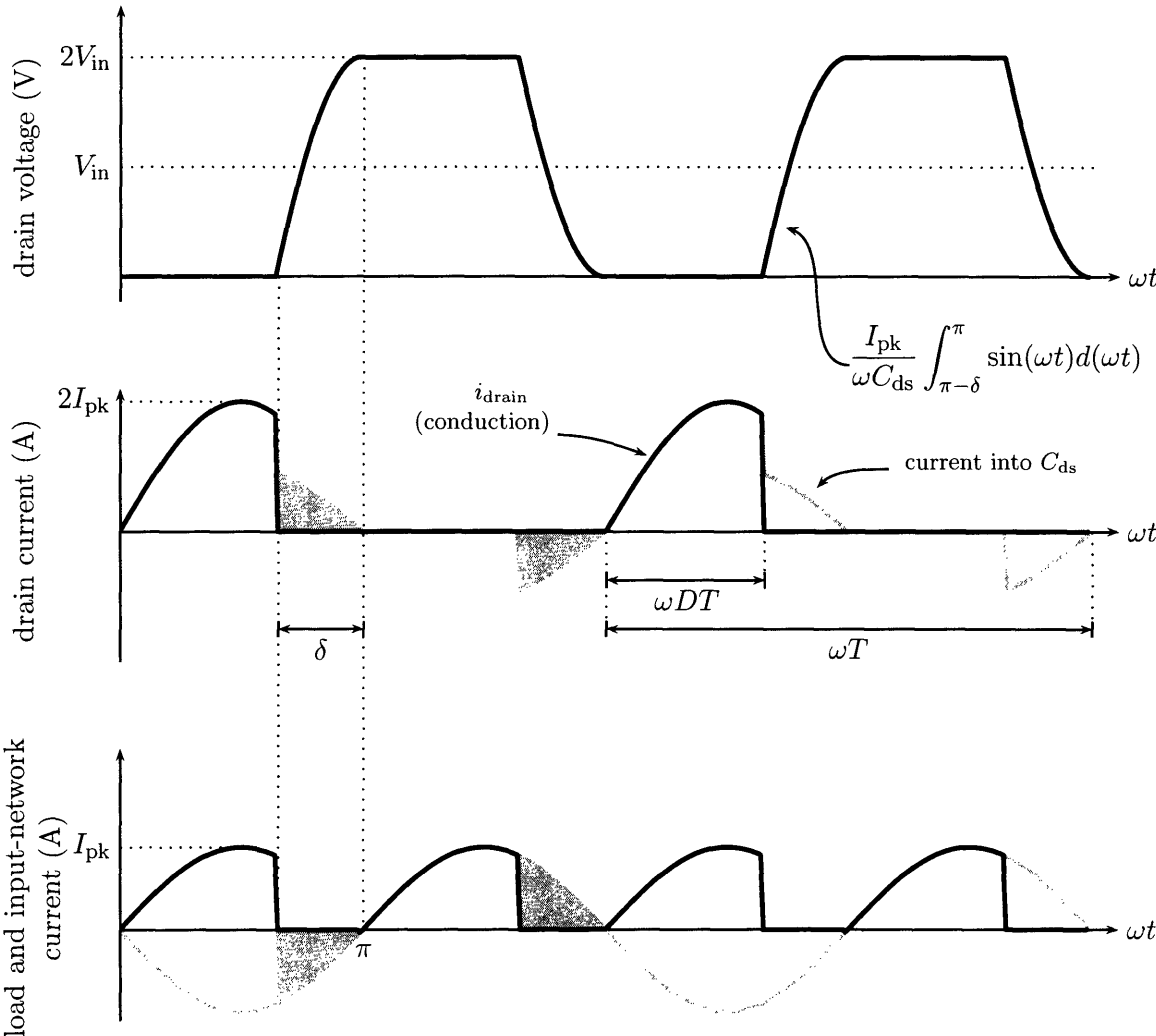 drain voltage (V)
2V_in
V_in
ωt
I_pk / ωC_ds ∫_{π−δ}^{π} sin(ωt)d(ωt)
drain current (A)
2I_pk
i_drain
(conduction)
current into C_ds
ωt
ωDT
δ
ωT
load and input-network
current (A)
I_pk
π
ωt